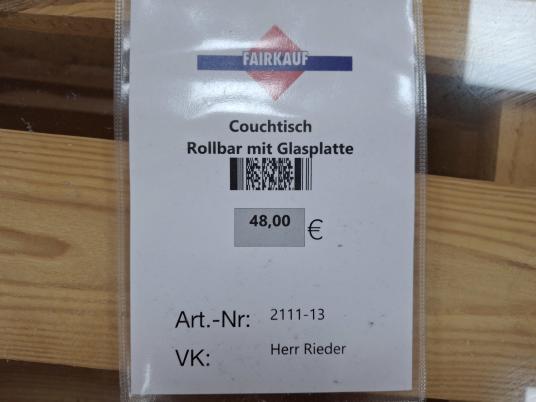 FAIRKAUF
Couchtisch
Rollbar mit Glasplatte
48,00 €
Art.-Nr: 2111-13
VK: Herr Rieder